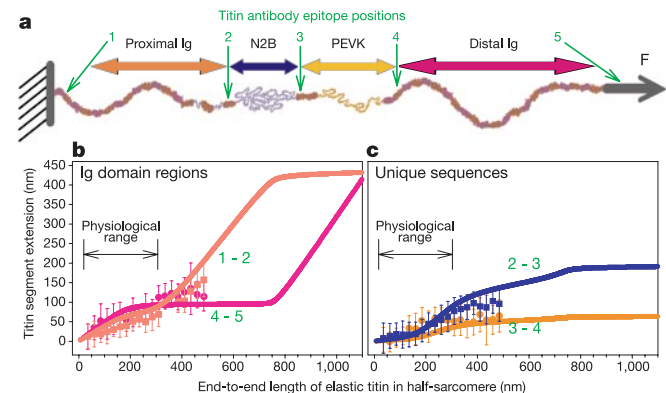 a
Titin antibody epitope positions
1 2 3 4 5
Proximal Ig N2B PEVK Distal Ig F
b Ig domain regions
c Unique sequences
Titin segment extension (nm)
450
400
350
300
250
200
150
100
50
0
Physiological range
1 - 2
4 - 5
Physiological range
2 - 3
3 - 4
0 200 400 600 800 1,000
0 200 400 600 800 1,000
End-to-end length of elastic titin in half-sarcomere (nm)